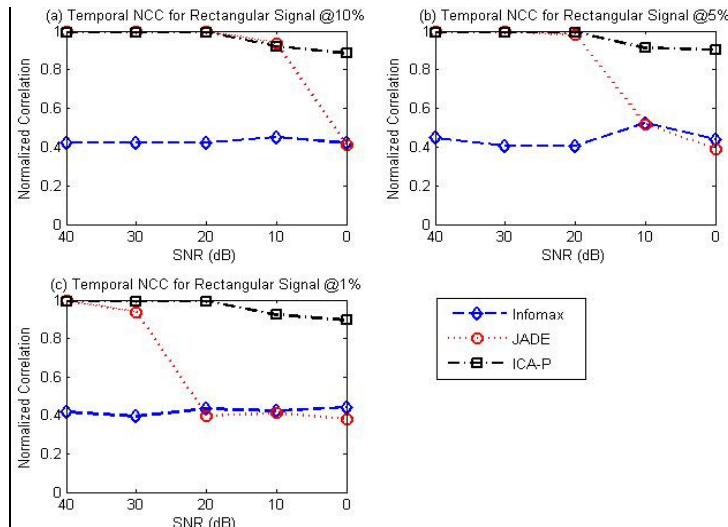 (a) Temporal NCC for Rectangular Signal @10%
1
0.8
0.6
0.4
0.2
0
Normalized Correlation
40 30 20 10 0
SNR (dB)
(b) Temporal NCC for Rectangular Signal @5%
1
0.8
0.6
0.4
0.2
0
Normalized Correlation
40 30 20 10 0
SNR (dB)
(c) Temporal NCC for Rectangular Signal @1%
1
0.8
0.6
0.4
0.2
0
Normalized Correlation
40 30 20 10 0
SNR (dB)
Infomax
JADE
ICA-P